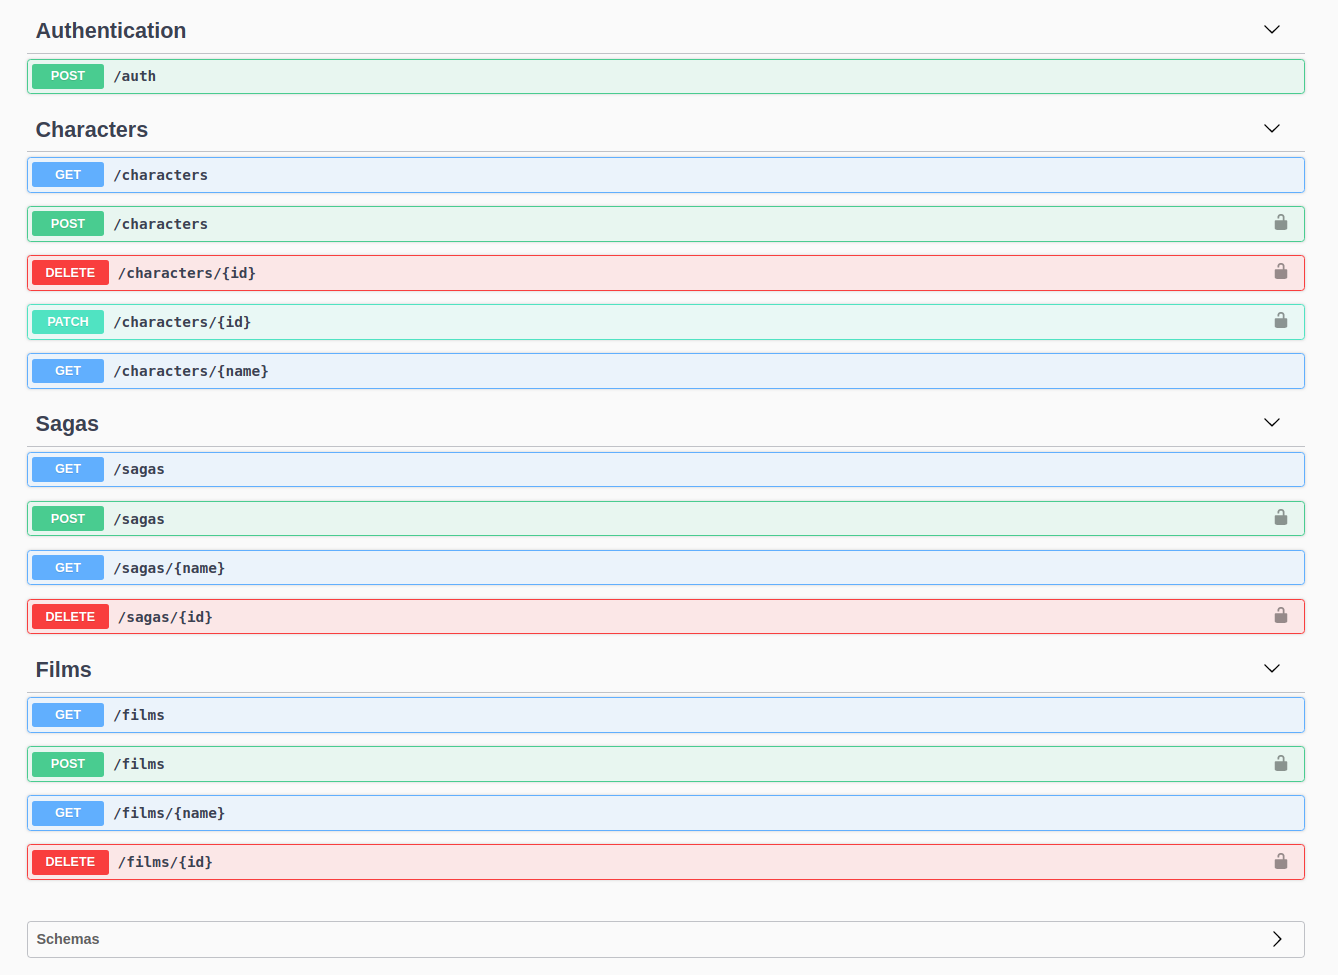 Authentication
POST /auth
Characters
GET /characters
POST /characters
DELETE /characters/{id}
PATCH /characters/{id}
GET /characters/{name}
Sagas
GET /sagas
POST /sagas
GET /sagas/{name}
DELETE /sagas/{id}
Films
GET /films
POST /films
GET /films/{name}
DELETE /films/{id}
Schemas